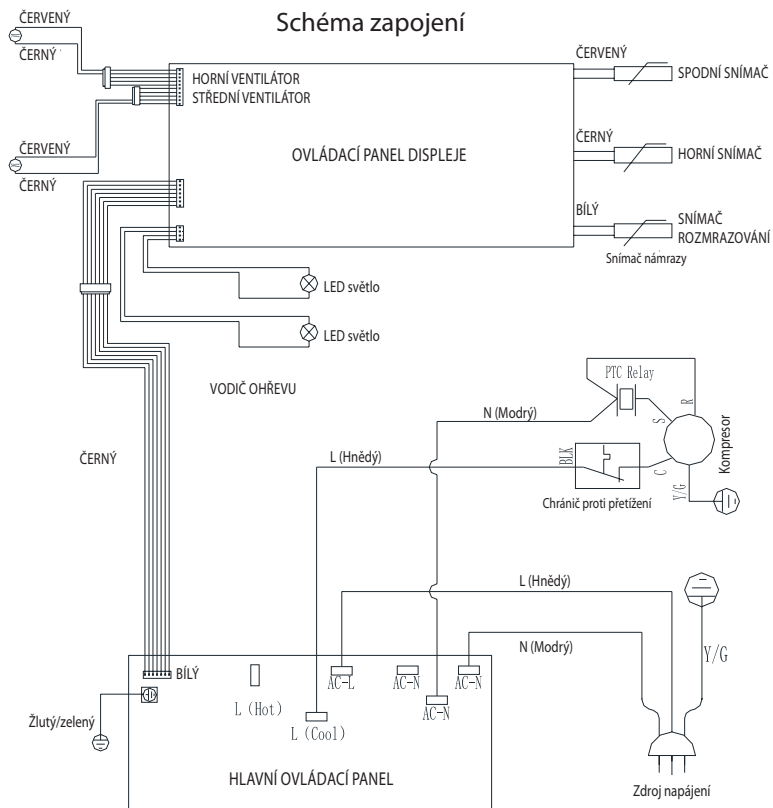 Schéma zapojení
ČERVENÝ
ČERNÝ
HORNÍ VENTILÁTOR
STŘEDNÍ VENTILÁTOR
ČERVENÝ
ČERNÝ
OVLÁDACÍ PANEL DISPLEJE
ČERVENÝ
SPODNÍ SNÍMAČ
ČERNÝ
HORNÍ SNÍMAČ
BÍLÝ
SNÍMAČ
ROZMRAZOVÁNÍ
Snímač námrazy
LED světlo
LED světlo
VODIČ OHŘEVU
ČERNÝ
PTC Relay
R
S
N (Modrý)
Kompresor
L (Hnědý)
BLK
C
Y/G
Chránič proti přetížení
L (Hnědý)
N (Modrý)
Y/G
BÍLÝ
L (Hot)
L (Cool)
AC-L
AC-N
AC-N
AC-N
Žlutý/zelený
HLAVNÍ OVLÁDACÍ PANEL
Zdroj napájení